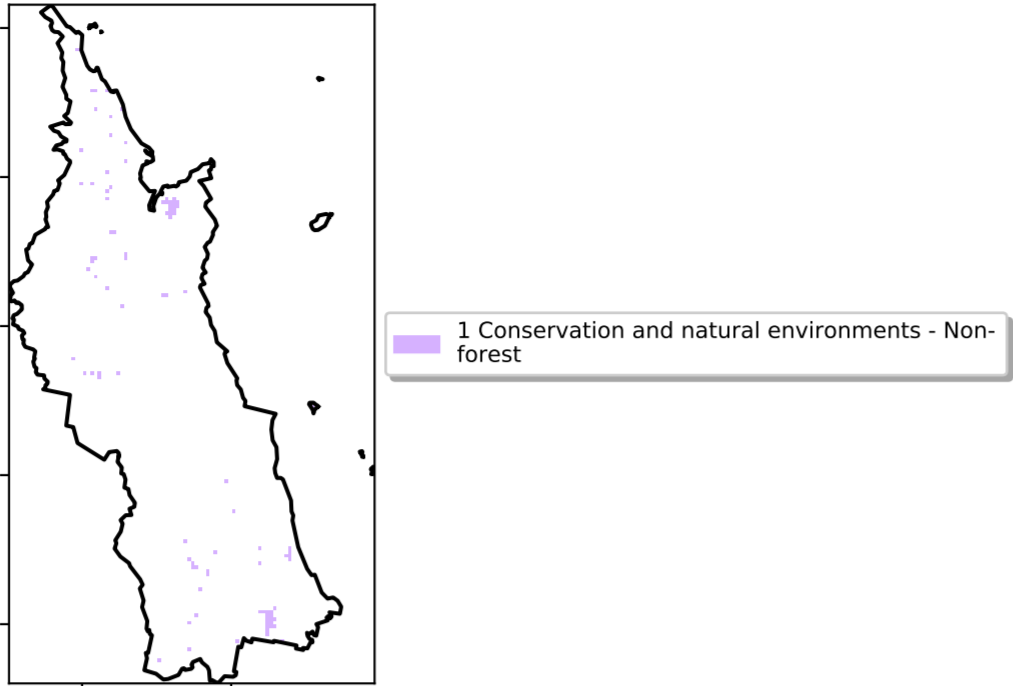 1 Conservation and natural environments - Non-
forest